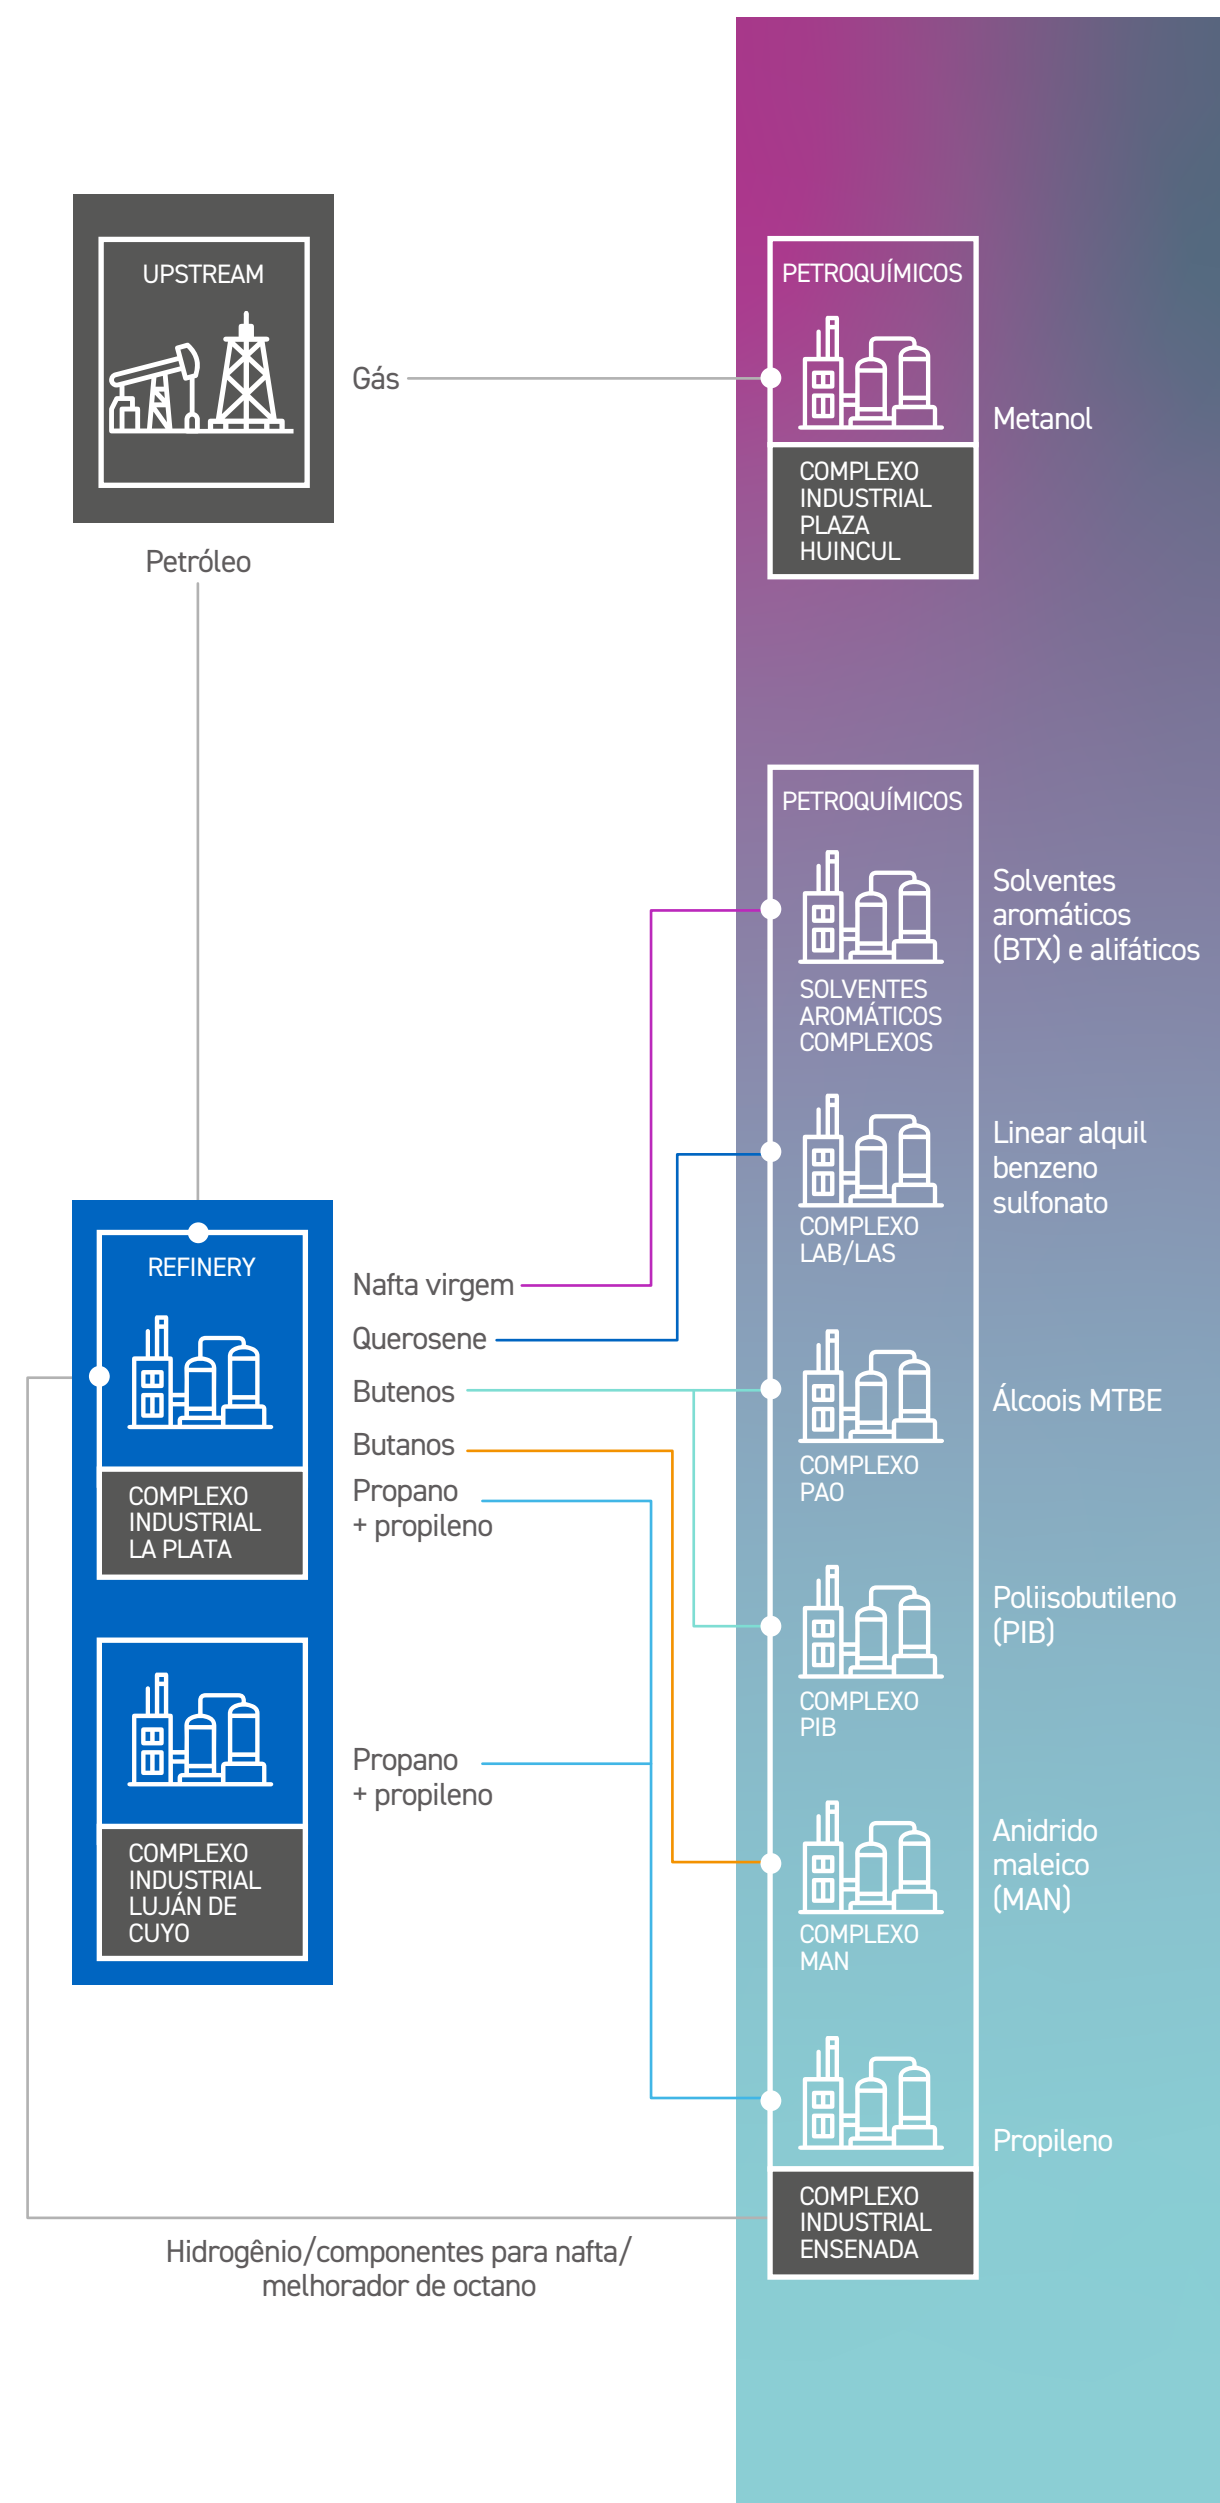 UPSTREAM
Gás
Petróleo
PETROQUÍMICOS
Metanol
COMPLEXO
INDUSTRIAL
PLAZA
HUINCUL
PETROQUÍMICOS
Solventes
aromáticos
(BTX) e alifáticos
SOLVENTES
AROMÁTICOS
COMPLEXOS
Linear alquil
benzeno
sulfonato
COMPLEXO
LAB/LAS
REFINERY
Nafta virgem
Querosene
Butenos
Butanos
Propano
+ propileno
COMPLEXO
INDUSTRIAL
LA PLATA
Álcoois MTBE
COMPLEXO
PAO
Poliisobutileno
(PIB)
COMPLEXO
PIB
Propano
+ propileno
COMPLEXO
INDUSTRIAL
LUJÁN DE
CUYO
Anidrido
maleico
(MAN)
COMPLEXO
MAN
Propileno
COMPLEXO
INDUSTRIAL
ENSENADA
Hidrogênio/componentes para nafta/
melhorador de octano